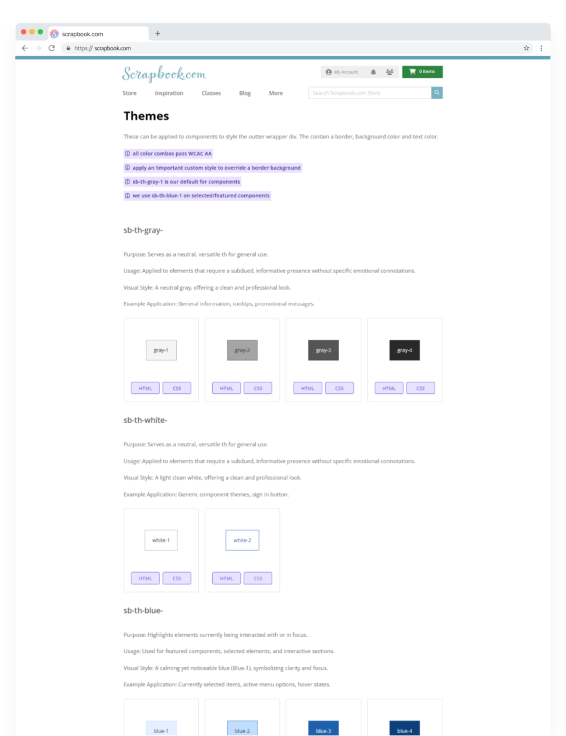 scrapbook.com
https:// scrapbook.com
Scrapbook.com
My Account
0 items
Store Inspiration Classes Blog More
Search Scrapbook.com Store
Themes
These can be applied to components to style the outter wrapper div. The contain a border, background color and text color.
all color combos pass WCAC AA
apply an !important custom style to override a border background
sb-th-gray-1 is our default for components
we use sb-th-blue-1 on selected/featured components
sb-th-gray-
Purpose: Serves as a neutral, versatile th for general use.
Usage: Applied to elements that require a subdued, informative presence without specific emotional connotations.
Visual Style: A neutral gray, offering a clean and professional look.
Example Application: General information, tooltips, promotional messages.
gray-1 gray-2 gray-3 gray-4
HTML CSS HTML CSS HTML CSS HTML CSS
sb-th-white-
Purpose: Serves as a neutral, versatile th for general use.
Usage: Applied to elements that require a subdued, informative presence without specific emotional connotations.
Visual Style: A light clean white, offering a clean and professional look.
Example Application: Generic component themes, sign in button.
white-1 white-2
HTML CSS HTML CSS
sb-th-blue-
Purpose: Highlights elements currently being interacted with or in focus.
Usage: Used for featured components, selected elements, and interactive sections.
Visual Style: A calming yet noticeable blue (Blue-1), symbolizing clarity and focus.
Example Application: Currently selected items, active menu options, hover states.
blue-1 blue-2 blue-3 blue-4